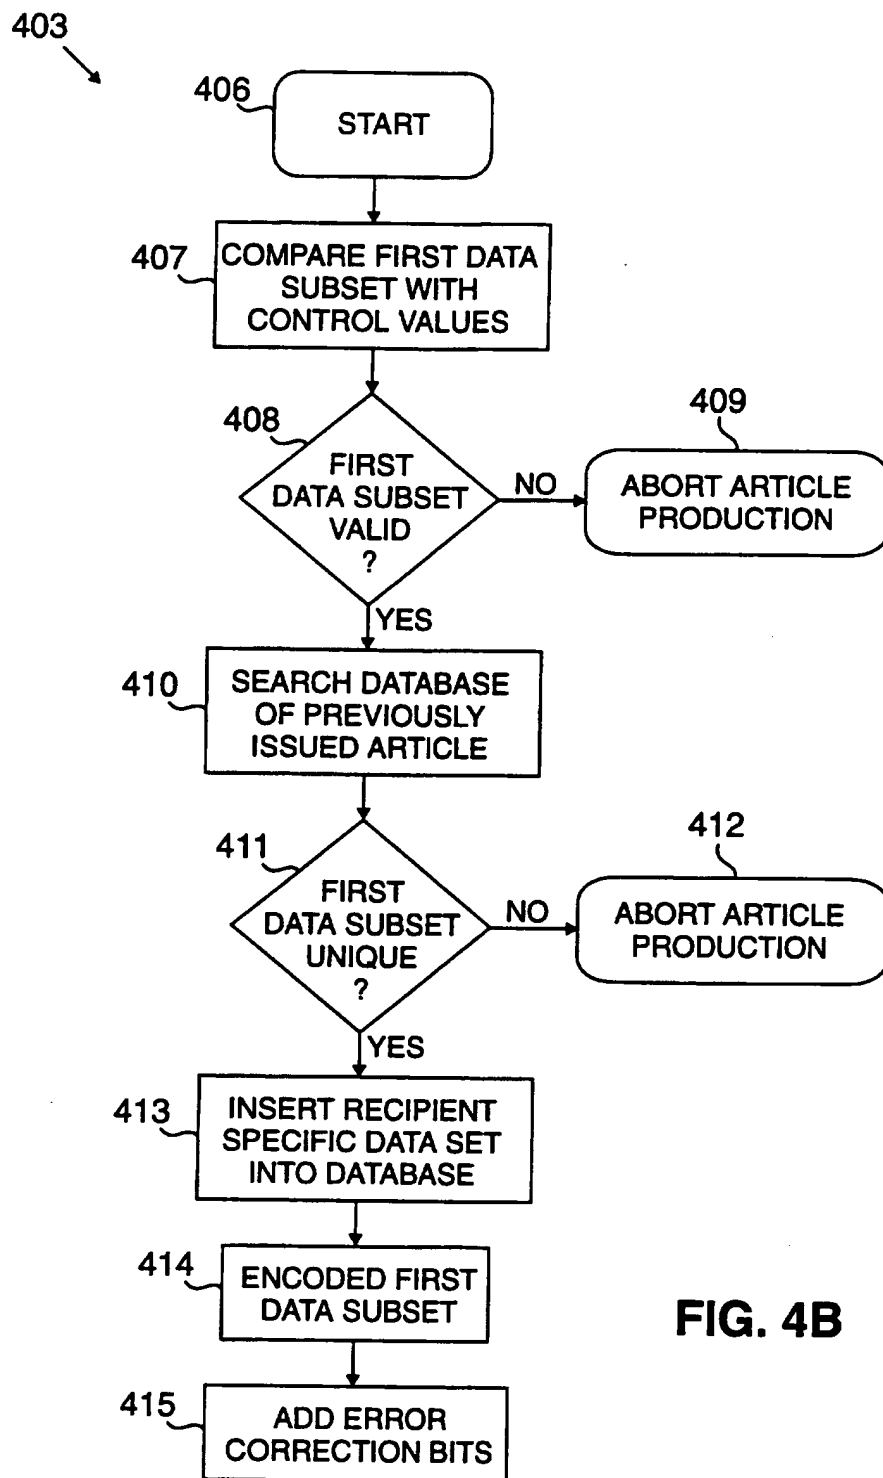 403
406
START
407
COMPARE FIRST DATA
SUBSET WITH
CONTROL VALUES
408
FIRST
DATA SUBSET
VALID
?
NO
409
ABORT ARTICLE
PRODUCTION
YES
410
SEARCH DATABASE
OF PREVIOUSLY
ISSUED ARTICLE
411
FIRST
DATA SUBSET
UNIQUE
?
NO
412
ABORT ARTICLE
PRODUCTION
YES
413
INSERT RECIPIENT
SPECIFIC DATA SET
INTO DATABASE
414
ENCODED FIRST
DATA SUBSET
415
ADD ERROR
CORRECTION BITS
FIG. 4B